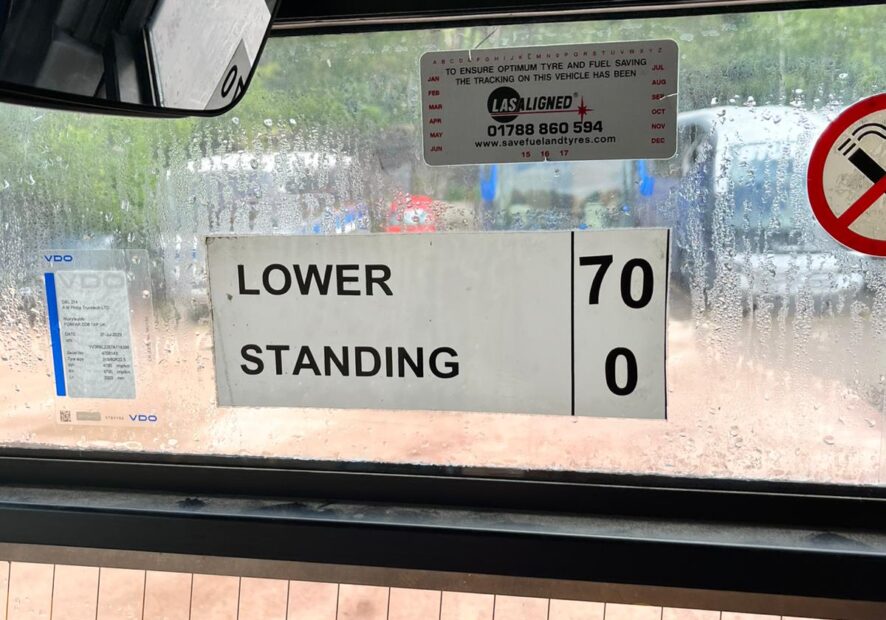 A B C D E F G H I J K L M N O P Q R S T U V W X Y Z
TO ENSURE OPTIMUM TYRE AND FUEL SAVING
THE TRACKING ON THIS VEHICLE HAS BEEN
JAN
FEB
MAR
APR
MAY
JUN
JUL
AUG
SEP
OCT
NOV
DEC
LASALIGNED®
01788 860 594
www.savefuelandtyres.com
15 16 17
LOWER 70
STANDING 0
VDO
VDO
DATE
VDO